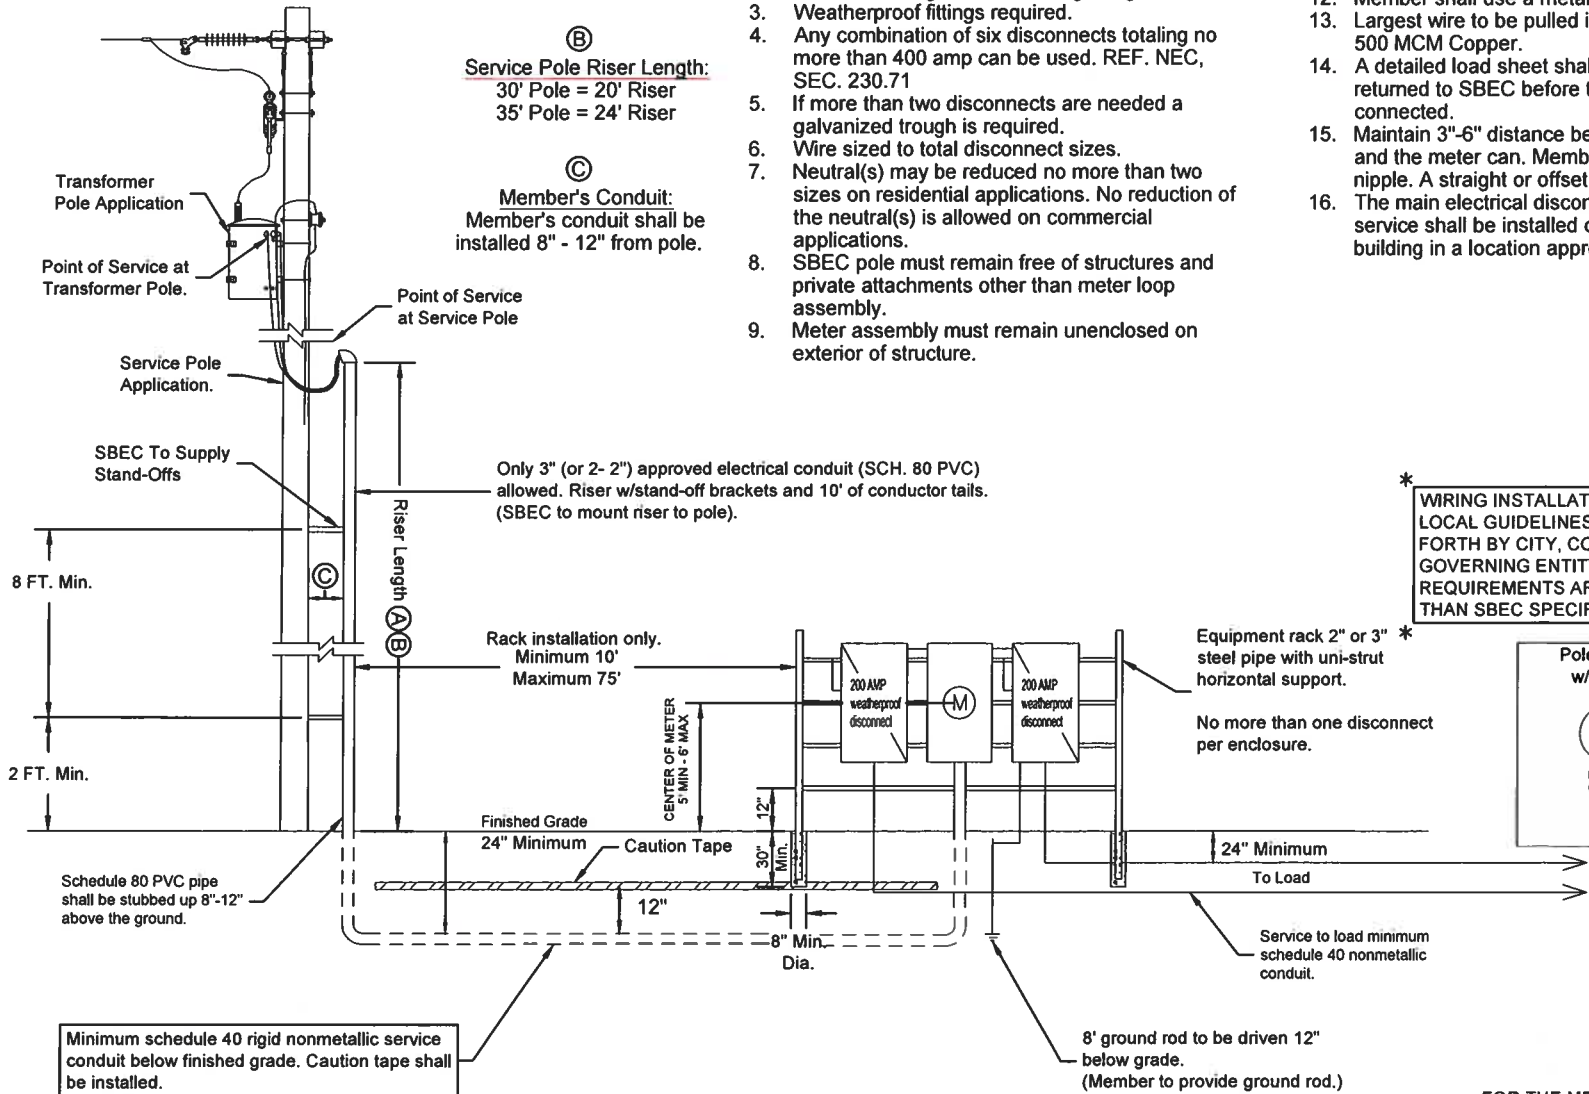 Ⓑ
Service Pole Riser Length:
30' Pole = 20' Riser
35' Pole = 24' Riser
Ⓒ
Member's Conduit:
Member's conduit shall be
installed 8" - 12" from pole.
3. Weatherproof fittings required.
4. Any combination of six disconnects totaling no
more than 400 amp can be used. REF. NEC,
SEC. 230.71
5. If more than two disconnects are needed a
galvanized trough is required.
6. Wire sized to total disconnect sizes.
7. Neutral(s) may be reduced no more than two
sizes on residential applications. No reduction of
the neutral(s) is allowed on commercial
applications.
8. SBEC pole must remain free of structures and
private attachments other than meter loop
assembly.
9. Meter assembly must remain unenclosed on
exterior of structure.
12. Member shall use a metal
13. Largest wire to be pulled i
500 MCM Copper.
14. A detailed load sheet shal
returned to SBEC before t
connected.
15. Maintain 3"-6" distance be
and the meter can. Memb
nipple. A straight or offset
16. The main electrical discon
service shall be installed o
building in a location appr
Transformer
Pole Application
Point of Service at
Transformer Pole.
Point of Service
at Service Pole
Service Pole
Application.
SBEC To Supply
Stand-Offs
Only 3" (or 2- 2") approved electrical conduit (SCH. 80 PVC)
allowed. Riser w/stand-off brackets and 10' of conductor tails.
(SBEC to mount riser to pole).
Riser Length Ⓐ Ⓑ
8 FT. Min.
Ⓒ
2 FT. Min.
Rack installation only.
Minimum 10'
Maximum 75'
CENTER OF METER
5' MIN - 6' MAX
200 AMP
weatherproof
disconnect
M
200 AMP
weatherproof
disconnect
*
WIRING INSTALLAT
LOCAL GUIDELINES
FORTH BY CITY, CO
GOVERNING ENTIT
REQUIREMENTS AR
THAN SBEC SPECIF
*
Equipment rack 2" or 3"
steel pipe with uni-strut
horizontal support.
No more than one disconnect
per enclosure.
Pole
w/
12"
Finished Grade
24" Minimum
Caution Tape
30"
Min.
24" Minimum
To Load
Schedule 80 PVC pipe
shall be stubbed up 8"-12"
above the ground.
12"
8" Min.
Dia.
Service to load minimum
schedule 40 nonmetallic
conduit.
Minimum schedule 40 rigid nonmetallic service
conduit below finished grade. Caution tape shall
be installed.
8' ground rod to be driven 12"
below grade.
(Member to provide ground rod.)